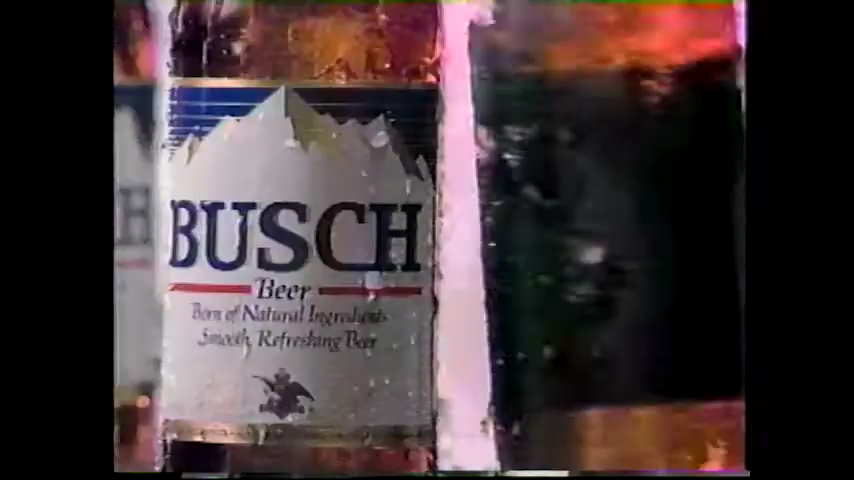 BUSCH
Beer
Born of Natural Ingredients
Smooth, Refreshing Beer
H